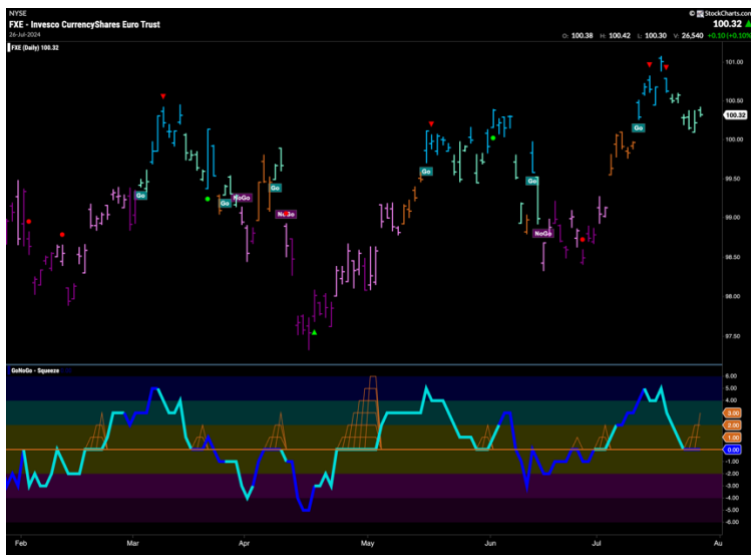 NYSE
© StockCharts.com
FXE - Invesco CurrencyShares Euro Trust
100.32
26-Jul-2024
O: 100.38 H: 100.42 L: 100.30 V: 26,540 +0.10 (+0.10%)
FXE (Daily) 100.32
101.00
100.50
100.32
Go
100.00
Go
99.50
Go
Go
Go
NoGo
Go
NoGo
99.00
NoGo
98.50
98.00
97.50
GoNoGo - Squeeze
6.00
5.00
4.00
3.00
2.00
1.00
0.00
-1.00
-2.00
-3.00
-4.00
-5.00
-6.00
Feb Mar Apr May Jun Jul Au